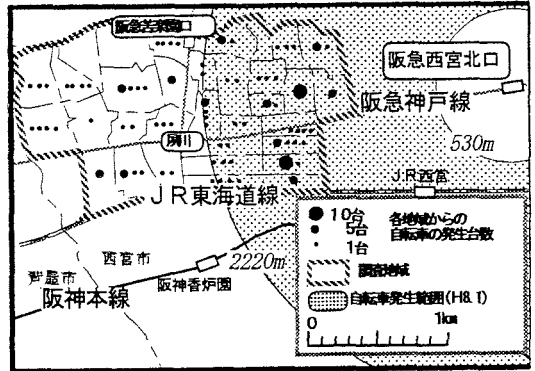 阪急苦楽園口
阪急西宮北口
阪急神戸線
530m
夙川
JR西宮
JR東海道線
10台
5台
1台
各地域からの
自転車の発生台数
調査地域
自転車発生範囲(H8.1)
0
1km
西宮市
芦屋市
2220m
阪神本線
阪神香炉園